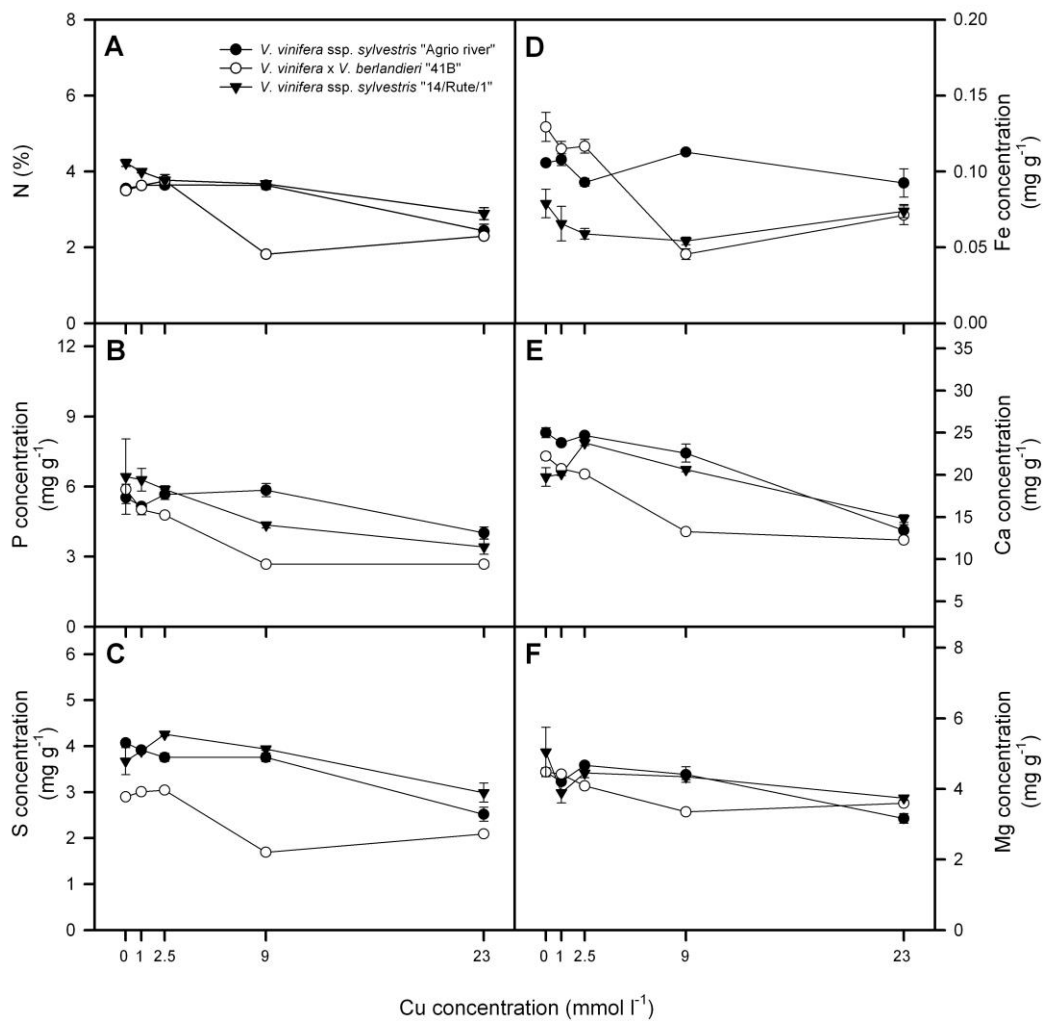 A
V. vinifera ssp. sylvestris "Agrio river"
V. vinifera x V. berlandieri "41B"
V. vinifera ssp. sylvestris "14/Rute/1"
N (%)
8
6
4
2
0
D
Fe concentration
(mg g-1)
0.20
0.15
0.10
0.05
0.00
B
P concentration
(mg g-1)
12
9
6
3
0
E
Ca concentration
(mg g-1)
35
30
25
20
15
10
5
C
S concentration
(mg g-1)
6
5
4
3
2
1
0
F
Mg concentration
(mg g-1)
8
6
4
2
0
0 1 2.5 9 23
0 1 2.5 9 23
Cu concentration (mmol l-1)